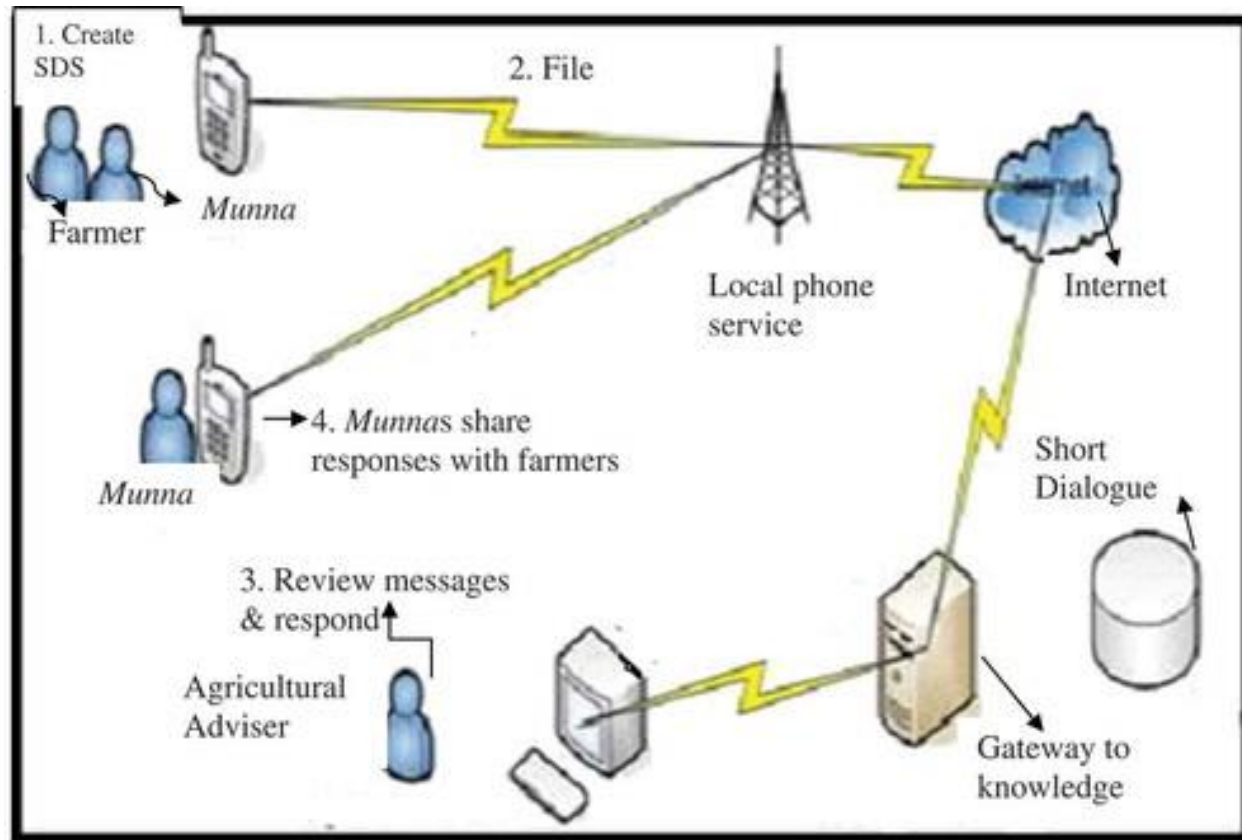 1. Create
SDS
2. File
Munna
Farmer
Internet
Local phone
service
Internet
4. Munnas share
responses with farmers
Munna
Short
Dialogue
3. Review messages
& respond
Agricultural
Adviser
Gateway to
knowledge